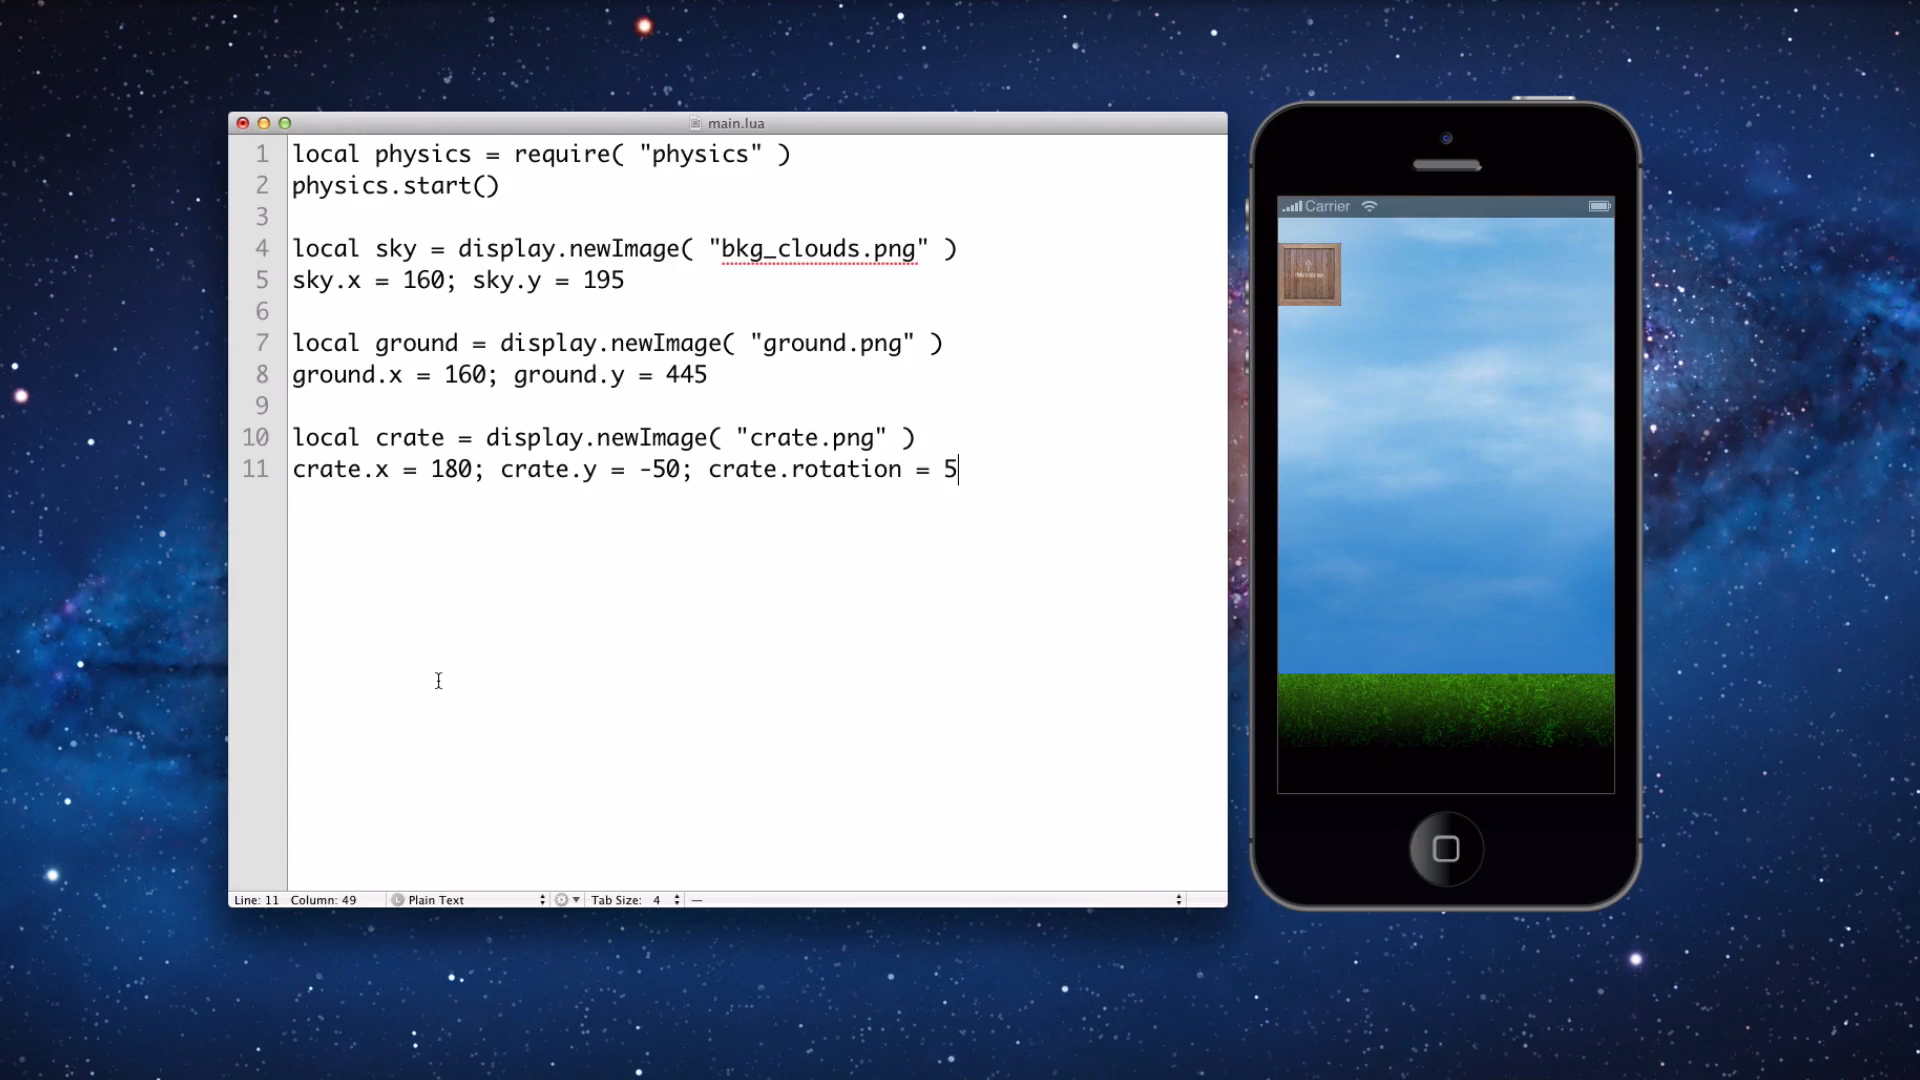 main.lua
1 local physics = require( "physics" )
2 physics.start()
3
4 local sky = display.newImage( "bkg_clouds.png" )
5 sky.x = 160; sky.y = 195
6
7 local ground = display.newImage( "ground.png" )
8 ground.x = 160; ground.y = 445
9
10 local crate = display.newImage( "crate.png" )
11 crate.x = 180; crate.y = -50; crate.rotation = 5
Line: 11 Column: 49 L Plain Text Tab Size: 4 —
Carrier